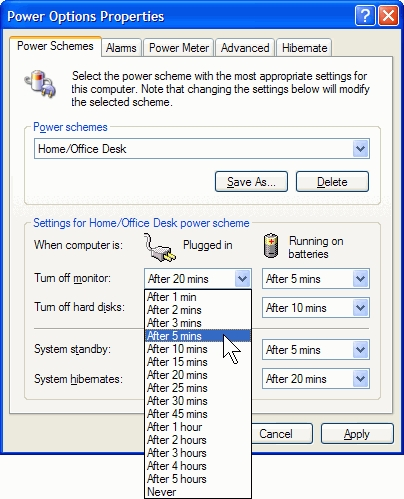 Power Options Properties
Power Schemes Alarms Power Meter Advanced Hibernate
Select the power scheme with the most appropriate settings for
this computer. Note that changing the settings below will modify
the selected scheme.
Power schemes
Home/Office Desk
Save As... Delete
Settings for Home/Office Desk power scheme
When computer is: Plugged in Running on
batteries
Turn off monitor: After 20 mins After 5 mins
Turn off hard disks: After 10 mins
System standby: After 5 mins
System hibernates: After 20 mins
After 1 min
After 2 mins
After 3 mins
After 5 mins
After 10 mins
After 15 mins
After 20 mins
After 25 mins
After 30 mins
After 45 mins
After 1 hour
After 2 hours
After 3 hours
After 4 hours
After 5 hours
Never
Cancel Apply